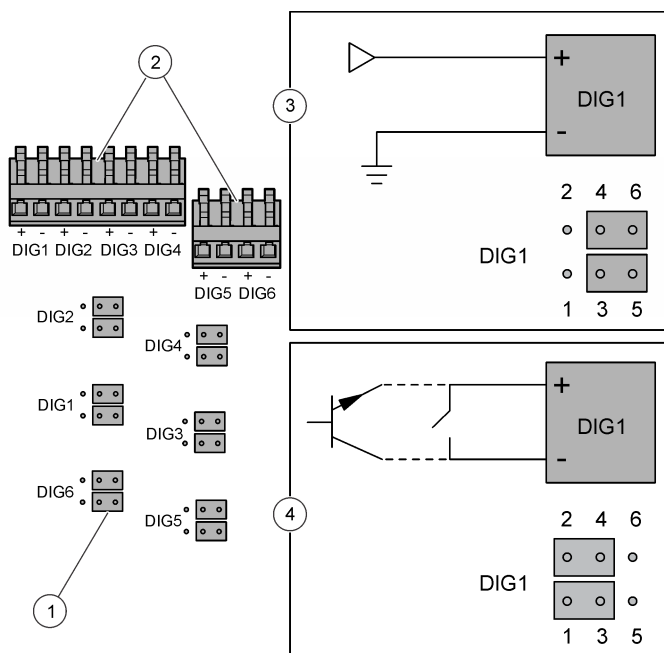 2
+ - + - + - + -
DIG1 DIG2 DIG3 DIG4
+ - + -
DIG5 DIG6
DIG2
DIG4
DIG1
DIG3
DIG6
DIG5
1
3
+
DIG1
-
2 4 6
DIG1
1 3 5
4
+
DIG1
-
2 4 6
DIG1
1 3 5